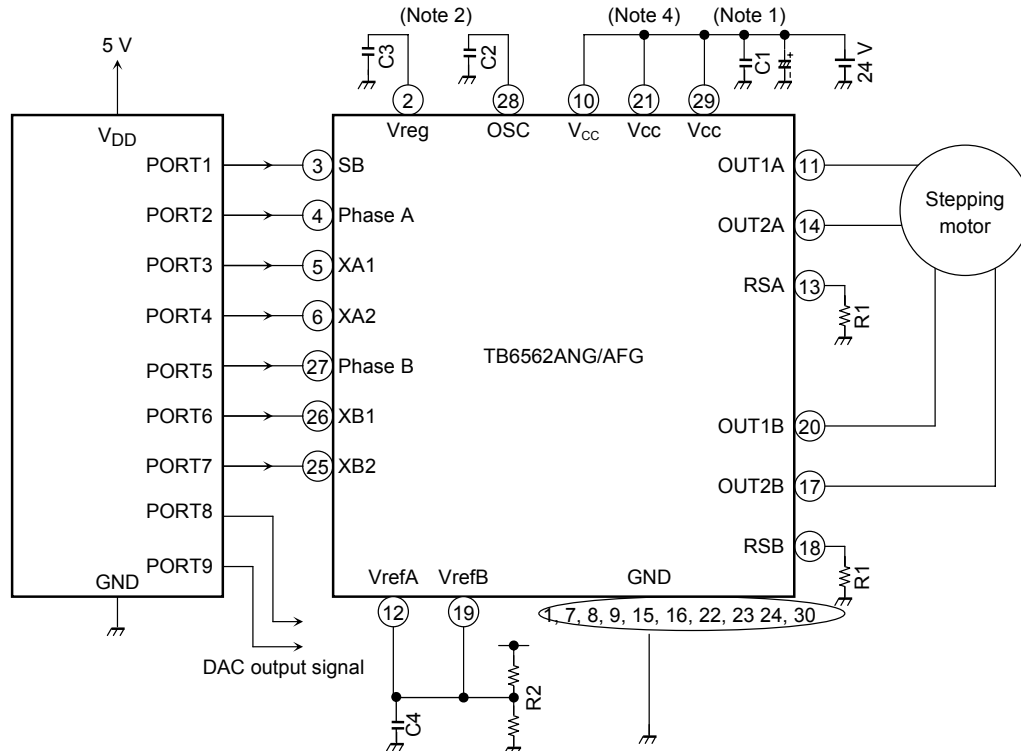 (Note 2) (Note 4) (Note 1)
5 V
C3
C2
C1
+
-
24 V
2 28 10 21 29
Vreg OSC VCC Vcc Vcc
VDD
PORT1 3 SB OUT1A 11
PORT2 4 Phase A OUT2A 14
Stepping
motor
PORT3 5 XA1 RSA 13
R1
PORT4 6 XA2
TB6562ANG/AFG
PORT5 27 Phase B
PORT6 26 XB1 OUT1B 20
PORT7 25 XB2 OUT2B 17
PORT8
PORT9 RSB 18
R1
GND VrefA VrefB GND
12 19 1, 7, 8, 9, 15, 16, 22, 23 24, 30
DAC output signal
R2
C4